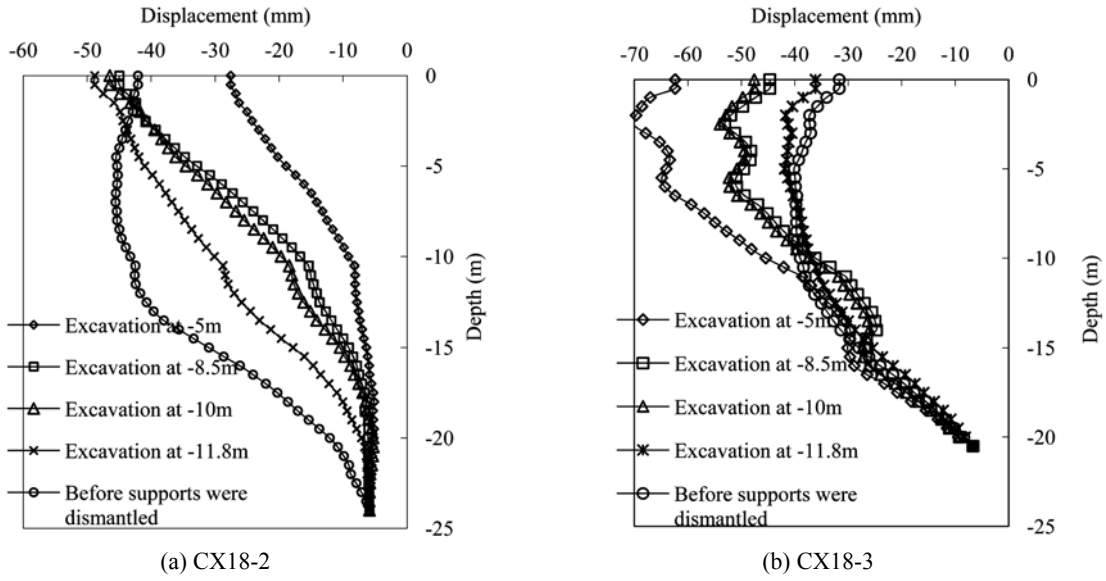 Displacement (mm)
-60 -50 -40 -30 -20 -10 0
0
-5
-10
-15
-20
-25
Depth (m)
Excavation at -5m
Excavation at -8.5m
Excavation at -10m
Excavation at -11.8m
Before supports were
dismantled
(a) CX18-2
Displacement (mm)
-70 -60 -50 -40 -30 -20 -10 0
0
-5
-10
-15
-20
-25
Depth (m)
Excavation at -5m
Excavation at -8.5m
Excavation at -10m
Excavation at -11.8m
Before supports were
dismantled
(b) CX18-3